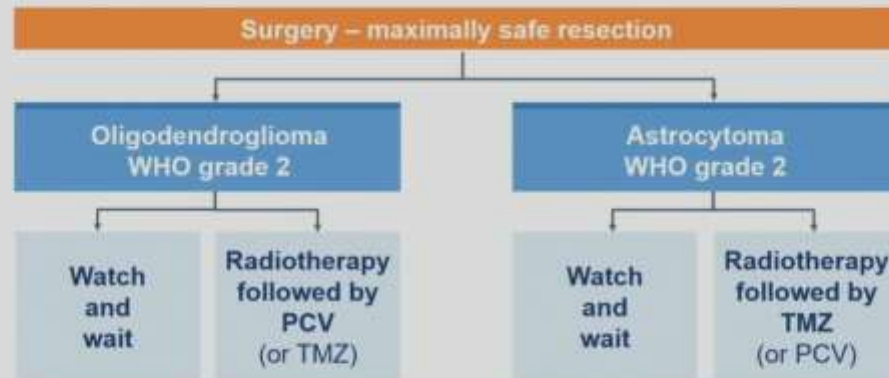 Surgery – maximally safe resection
Oligodendroglioma
WHO grade 2
Astrocytoma
WHO grade 2
Watch
and
wait
Radiotherapy
followed by
PCV
(or TMZ)
Watch
and
wait
Radiotherapy
followed by
TMZ
(or PCV)